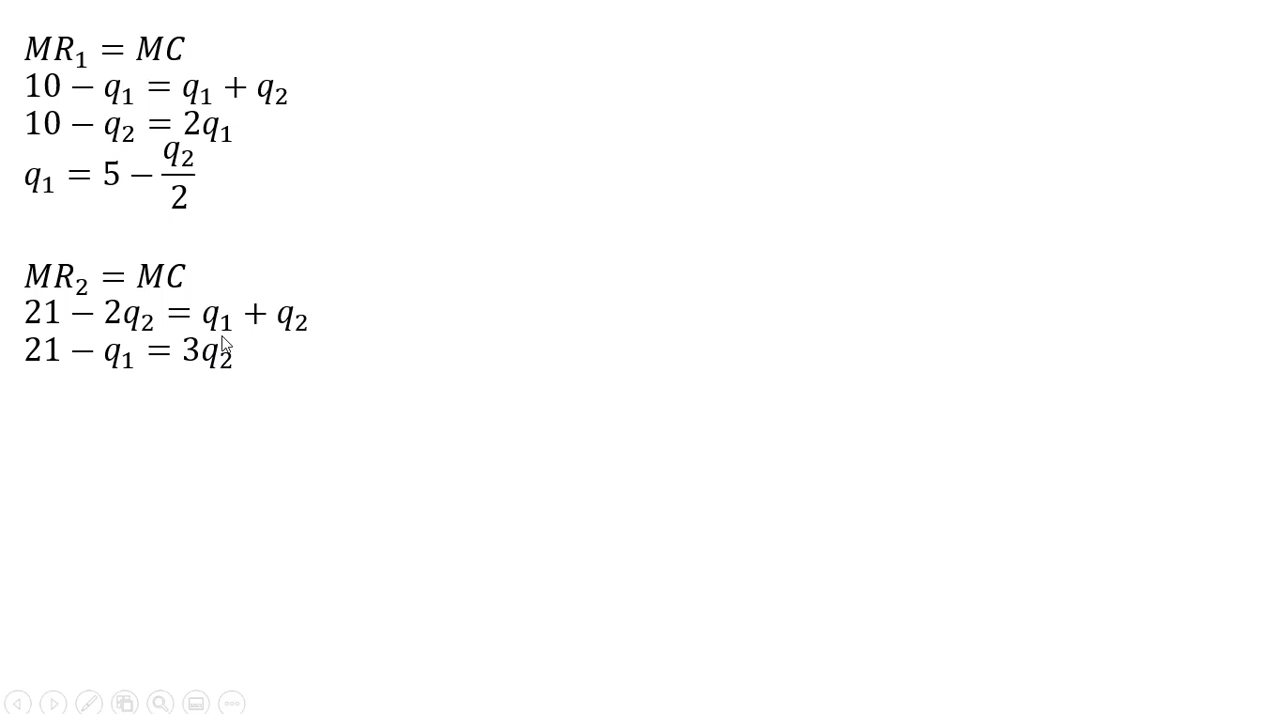 MR₁ = MC
10 − q₁ = q₁ + q₂
10 − q₂ = 2q₁
q₁ = 5 − q₂/2
MR₂ = MC
21 − 2q₂ = q₁ + q₂
21 − q₁ = 3q₂